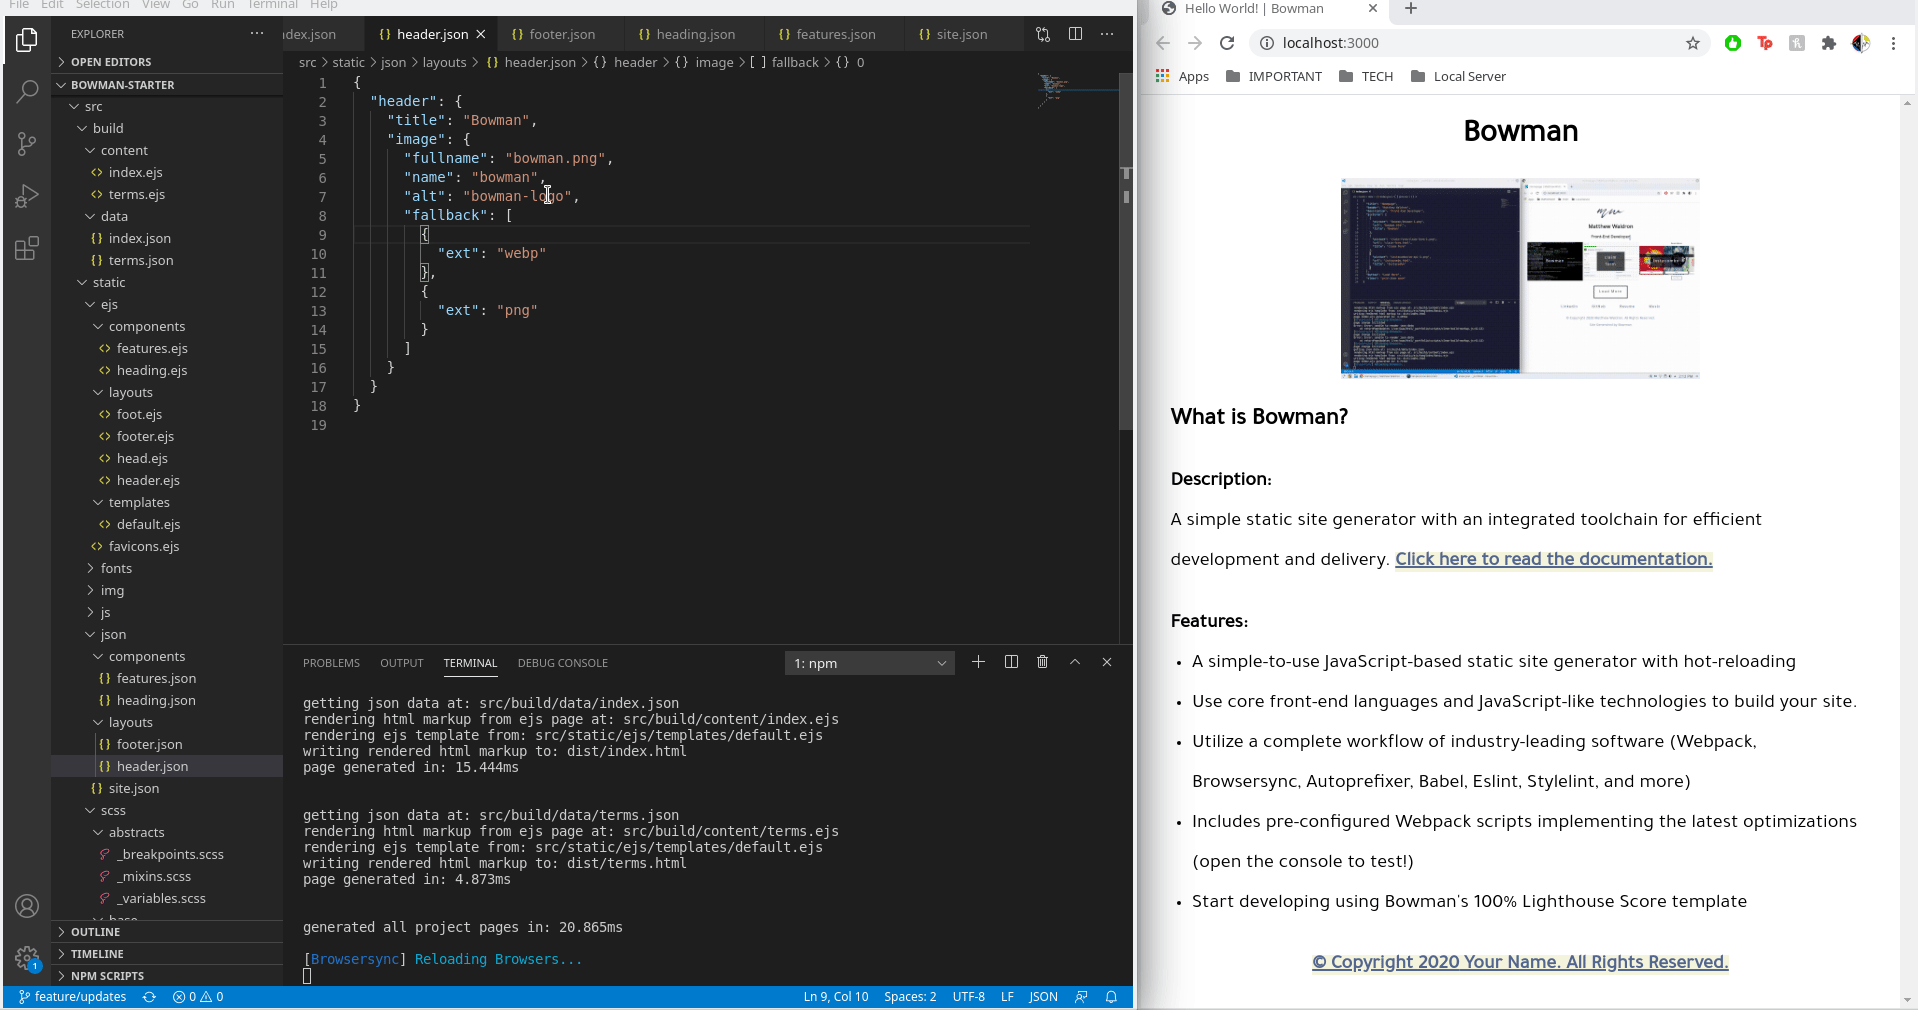 File Edit Selection View Go Run Terminal Help
EXPLORER
OPEN EDITORS
BOWMAN-STARTER
src
build
content
index.ejs
terms.ejs
data
index.json
terms.json
static
ejs
components
features.ejs
heading.ejs
layouts
foot.ejs
footer.ejs
head.ejs
header.ejs
templates
default.ejs
favicons.ejs
fonts
img
js
json
components
features.json
heading.json
layouts
footer.json
header.json
site.json
scss
abstracts
_breakpoints.scss
_mixins.scss
_variables.scss
base
OUTLINE
TIMELINE
NPM SCRIPTS
ndex.json header.json footer.json heading.json features.json site.json
src > static > json > layouts > {} header.json > {} header > {} image > [ ] fallback > {} 0
1 {
2 "header": {
3 "title": "Bowman",
4 "image": {
5 "fullname": "bowman.png",
6 "name": "bowman",
7 "alt": "bowman-logo",
8 "fallback": [
9 {
10 "ext": "webp"
11 },
12 {
13 "ext": "png"
14 }
15 ]
16 }
17 }
18 }
19
PROBLEMS OUTPUT TERMINAL DEBUG CONSOLE 1: npm
getting json data at: src/build/data/index.json
rendering html markup from ejs page at: src/build/content/index.ejs
rendering ejs template from: src/static/ejs/templates/default.ejs
writing rendered html markup to: dist/index.html
page generated in: 15.444ms
getting json data at: src/build/data/terms.json
rendering html markup from ejs page at: src/build/content/terms.ejs
rendering ejs template from: src/static/ejs/templates/default.ejs
writing rendered html markup to: dist/terms.html
page generated in: 4.873ms
generated all project pages in: 20.865ms
[Browsersync] Reloading Browsers...
1
feature/updates 0 0 Ln 9, Col 10 Spaces: 2 UTF-8 LF JSON
Hello World! | Bowman
localhost:3000
Tp
Apps IMPORTANT TECH Local Server
Bowman
Matthew Waldron
Front-End Developer
Load More
What is Bowman?
Description:
A simple static site generator with an integrated toolchain for efficient
development and delivery. Click here to read the documentation.
Features:
• A simple-to-use JavaScript-based static site generator with hot-reloading
• Use core front-end languages and JavaScript-like technologies to build your site.
• Utilize a complete workflow of industry-leading software (Webpack,
Browsersync, Autoprefixer, Babel, Eslint, Stylelint, and more)
• Includes pre-configured Webpack scripts implementing the latest optimizations
(open the console to test!)
• Start developing using Bowman's 100% Lighthouse Score template
© Copyright 2020 Your Name. All Rights Reserved.